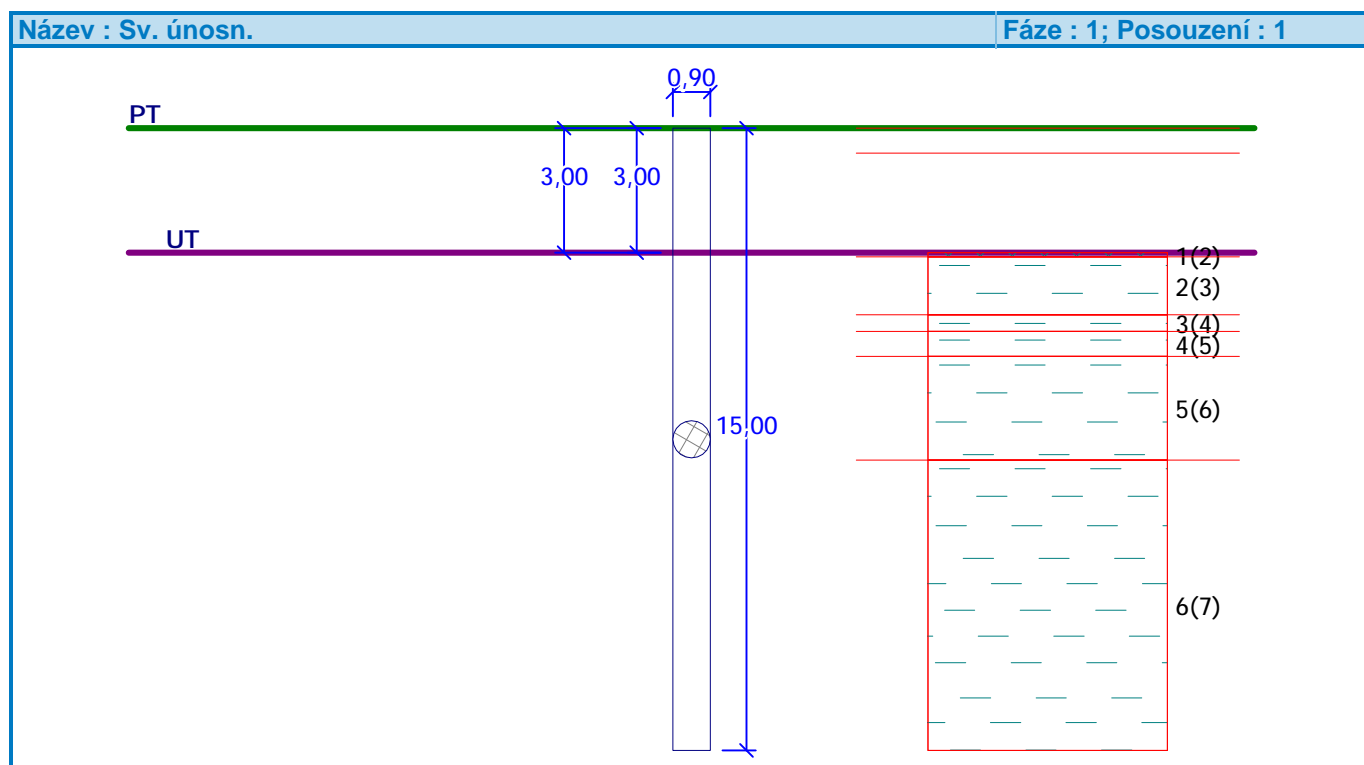 Název : Sv. únosn.
Fáze : 1; Posouzení : 1
0,90
PT
3,00
3,00
UT
1(2)
2(3)
3(4)
4(5)
5(6)
15,00
6(7)